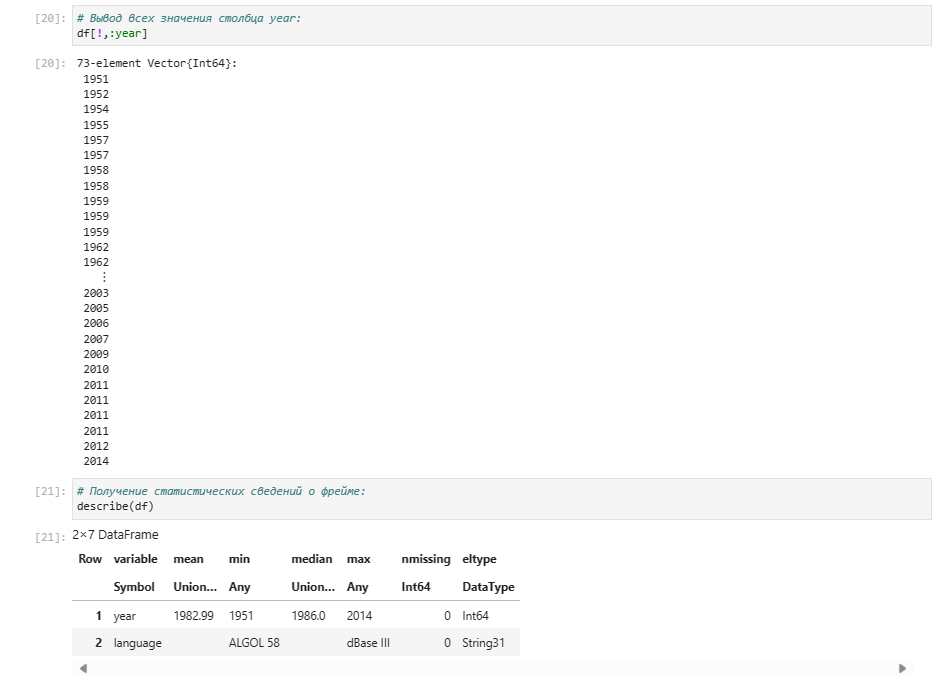 [20]: # Вывод всех значения столбца year:
df[!,:year]
[20]: 73-element Vector{Int64}:
1951
1952
1954
1955
1957
1957
1958
1958
1959
1959
1959
1962
1962
⋮
2003
2005
2006
2007
2009
2010
2011
2011
2011
2011
2012
2014
[21]: # Получение статистических сведений о фрейме:
describe(df)
[21]: 2×7 DataFrame
Row variable mean min median max nmissing eltype
Symbol Union… Any Union… Any Int64 DataType
1 year 1982.99 1951 1986.0 2014 0 Int64
2 language ALGOL 58 dBase III 0 String31